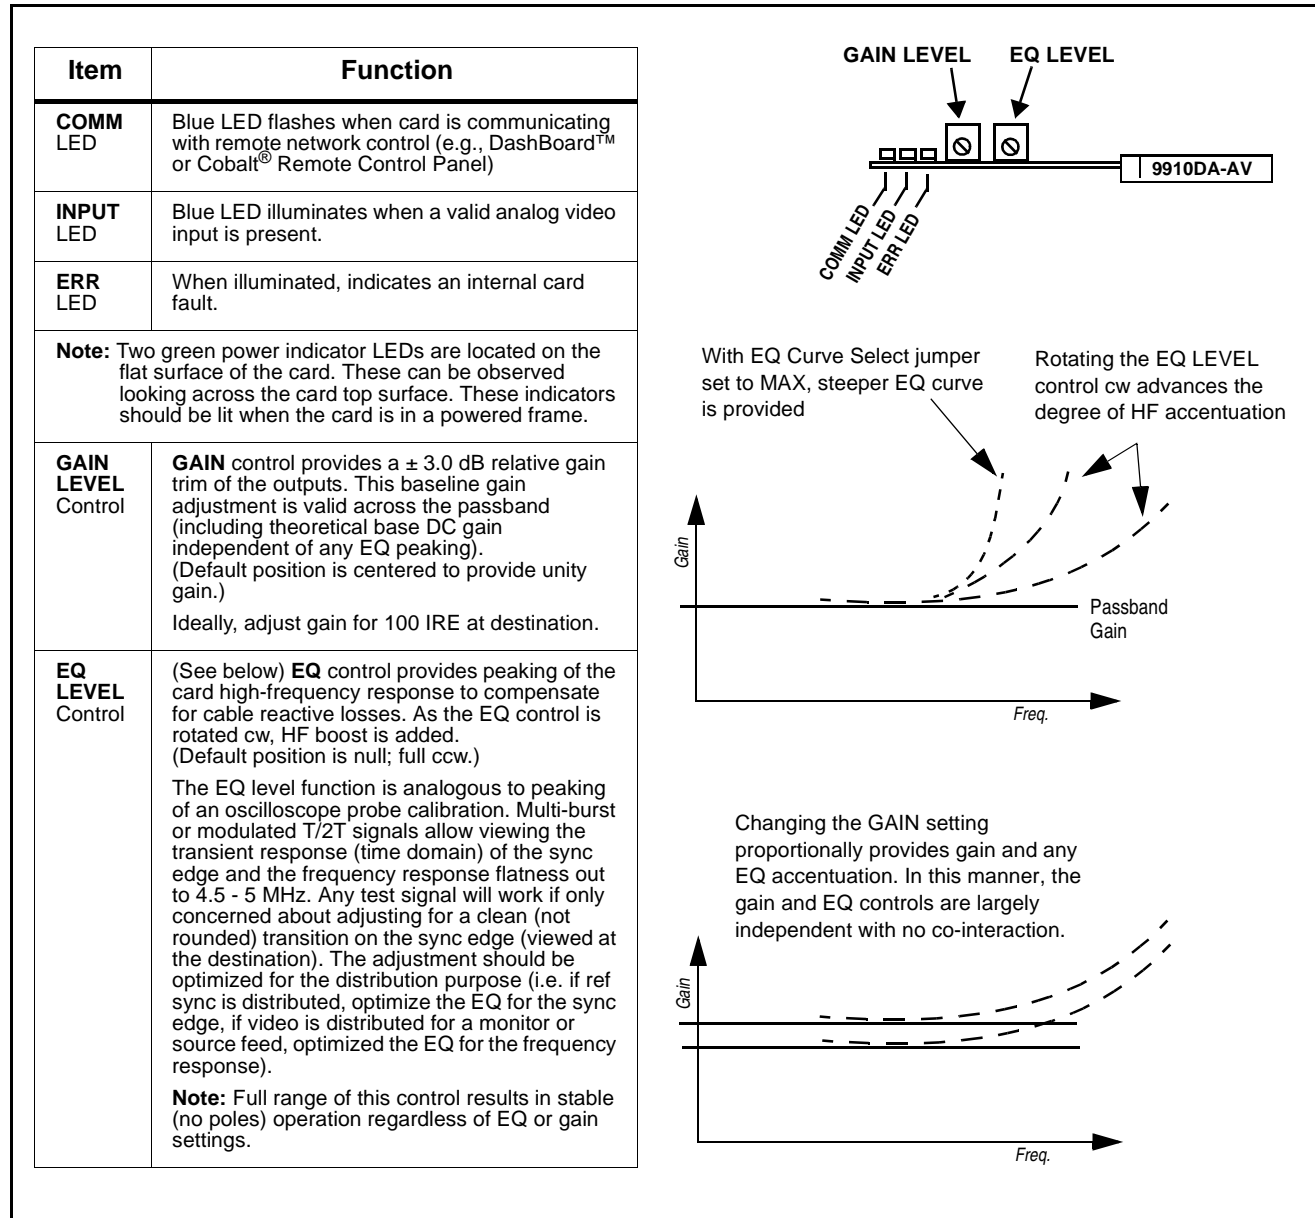 Item
Function
COMM
LED
Blue LED flashes when card is communicating
with remote network control (e.g., DashBoard™
or Cobalt® Remote Control Panel)
INPUT
LED
Blue LED illuminates when a valid analog video
input is present.
ERR
LED
When illuminated, indicates an internal card
fault.
Note: Two green power indicator LEDs are located on the
flat surface of the card. These can be observed
looking across the card top surface. These indicators
should be lit when the card is in a powered frame.
GAIN
LEVEL
Control
GAIN control provides a ± 3.0 dB relative gain
trim of the outputs. This baseline gain
adjustment is valid across the passband
(including theoretical base DC gain
independent of any EQ peaking).
(Default position is centered to provide unity
gain.)
Ideally, adjust gain for 100 IRE at destination.
EQ
LEVEL
Control
(See below) EQ control provides peaking of the
card high-frequency response to compensate
for cable reactive losses. As the EQ control is
rotated cw, HF boost is added.
(Default position is null; full ccw.)
The EQ level function is analogous to peaking
of an oscilloscope probe calibration. Multi-burst
or modulated T/2T signals allow viewing the
transient response (time domain) of the sync
edge and the frequency response flatness out
to 4.5 - 5 MHz. Any test signal will work if only
concerned about adjusting for a clean (not
rounded) transition on the sync edge (viewed at
the destination). The adjustment should be
optimized for the distribution purpose (i.e. if ref
sync is distributed, optimize the EQ for the sync
edge, if video is distributed for a monitor or
source feed, optimized the EQ for the frequency
response).
Note: Full range of this control results in stable
(no poles) operation regardless of EQ or gain
settings.
GAIN LEVEL
EQ LEVEL
9910DA-AV
COMM LED
INPUT LED
ERR LED
With EQ Curve Select jumper
set to MAX, steeper EQ curve
is provided
Rotating the EQ LEVEL
control cw advances the
degree of HF accentuation
Gain
Passband
Gain
Freq.
Changing the GAIN setting
proportionally provides gain and any
EQ accentuation. In this manner, the
gain and EQ controls are largely
independent with no co-interaction.
Gain
Freq.